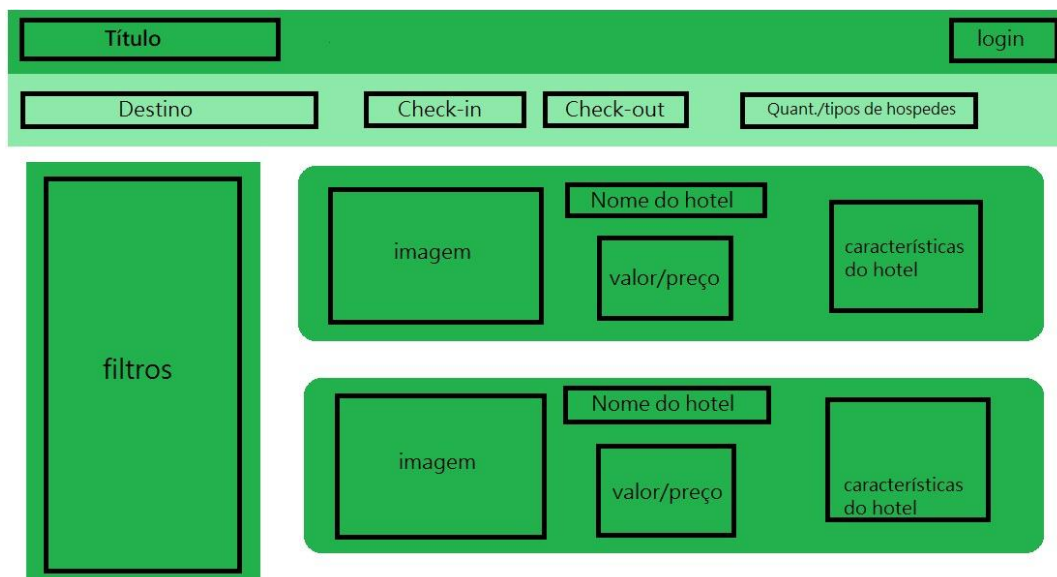 Título
login
Destino
Check-in
Check-out
Quant./tipos de hospedes
filtros
imagem
Nome do hotel
valor/preço
características
do hotel
imagem
Nome do hotel
valor/preço
características
do hotel